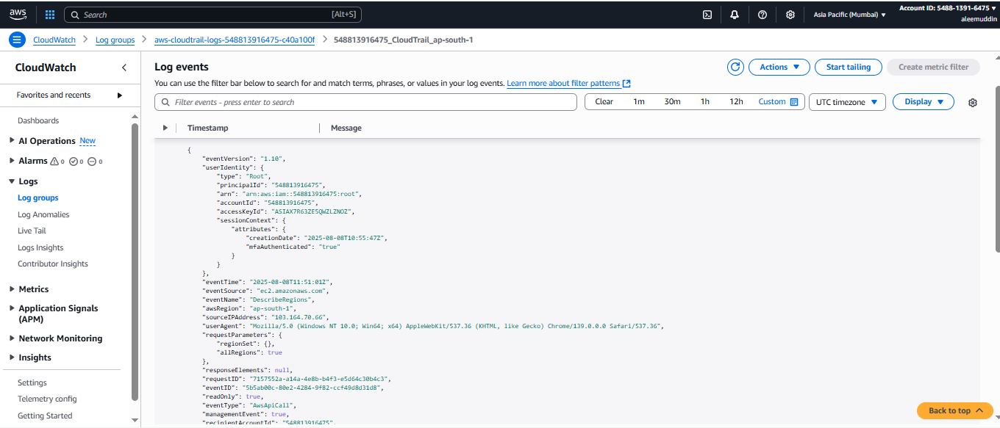 aws
Search [Alt+S]
Asia Pacific (Mumbai)
Account ID: 5488-1391-6475
aleemuddin
CloudWatch
Log groups
aws-cloudtrail-logs-548813916475-c40a100f
548813916475_CloudTrail_ap-south-1
CloudWatch
Favorites and recents
Dashboards
AI Operations New
Alarms 0 0 0
Logs
Log groups
Log Anomalies
Live Tail
Logs Insights
Contributor Insights
Metrics
Application Signals
(APM)
Network Monitoring
Insights
Settings
Telemetry config
Getting Started
Log events
Actions
Start tailing
Create metric filter
You can use the filter bar below to search for and match terms, phrases, or values in your log events. Learn more about filter patterns
Filter events - press enter to search
Clear 1m 30m 1h 12h Custom
UTC timezone
Display
Timestamp Message
{
"eventVersion": "1.10",
"userIdentity": {
"type": "Root",
"principalId": "548813916475",
"arn": "arn:aws:iam::548813916475:root",
"accountId": "548813916475",
"accessKeyId": "ASIAX7R63ZE5QWZLZNOZ",
"sessionContext": {
"attributes": {
"creationDate": "2025-08-08T10:55:47Z",
"mfaAuthenticated": "true"
}
}
},
"eventTime": "2025-08-08T11:51:01Z",
"eventSource": "ec2.amazonaws.com",
"eventName": "DescribeRegions",
"awsRegion": "ap-south-1",
"sourceIPAddress": "103.164.70.66",
"userAgent": "Mozilla/5.0 (Windows NT 10.0; Win64; x64) AppleWebKit/537.36 (KHTML, like Gecko) Chrome/139.0.0.0 Safari/537.36",
"requestParameters": {
"regionSet": {},
"allRegions": true
},
"responseElements": null,
"requestID": "7157552a-a14a-4e8b-b4f3-e5d64c30b4c3",
"eventID": "5b5ab00c-80e2-4284-9f82-ccf49d8d31d8",
"readOnly": true,
"eventType": "AwsApiCall",
"managementEvent": true,
"recipientAccountId": "548813916475",
Back to top